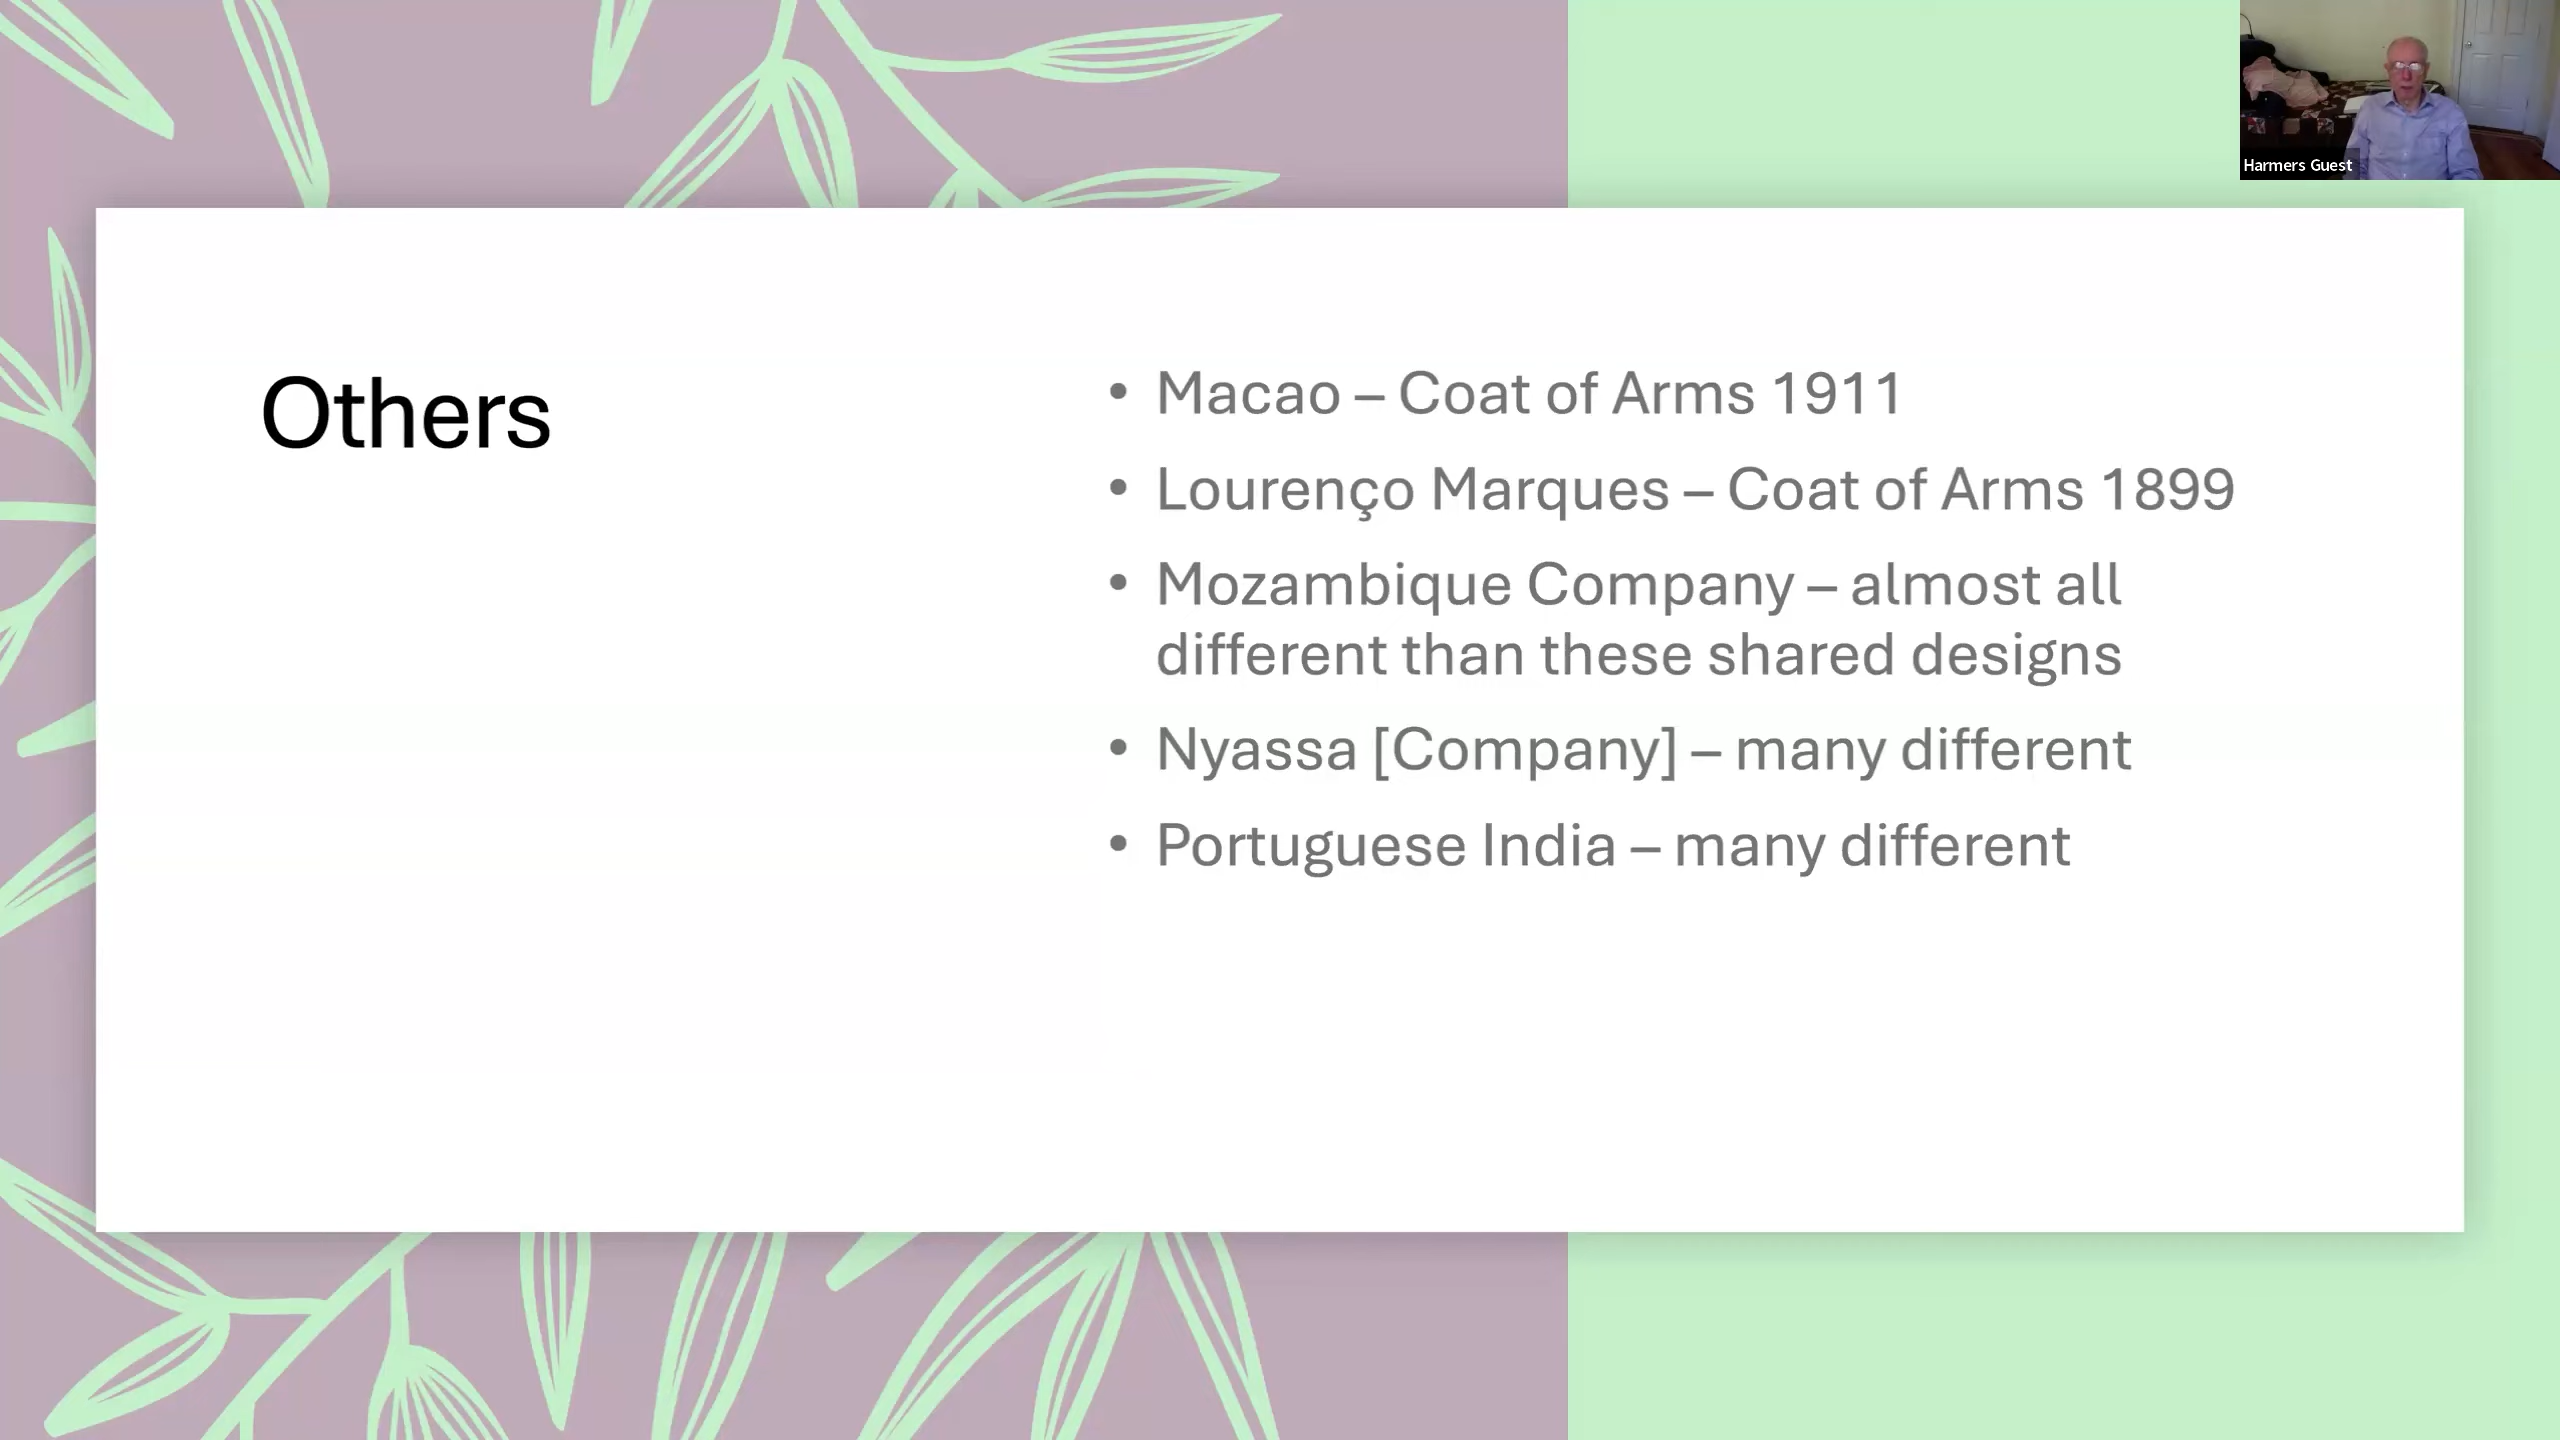 Harmers Guest
Others
• Macao – Coat of Arms 1911
• Lourenço Marques – Coat of Arms 1899
• Mozambique Company – almost all
different than these shared designs
• Nyassa [Company] – many different
• Portuguese India – many different